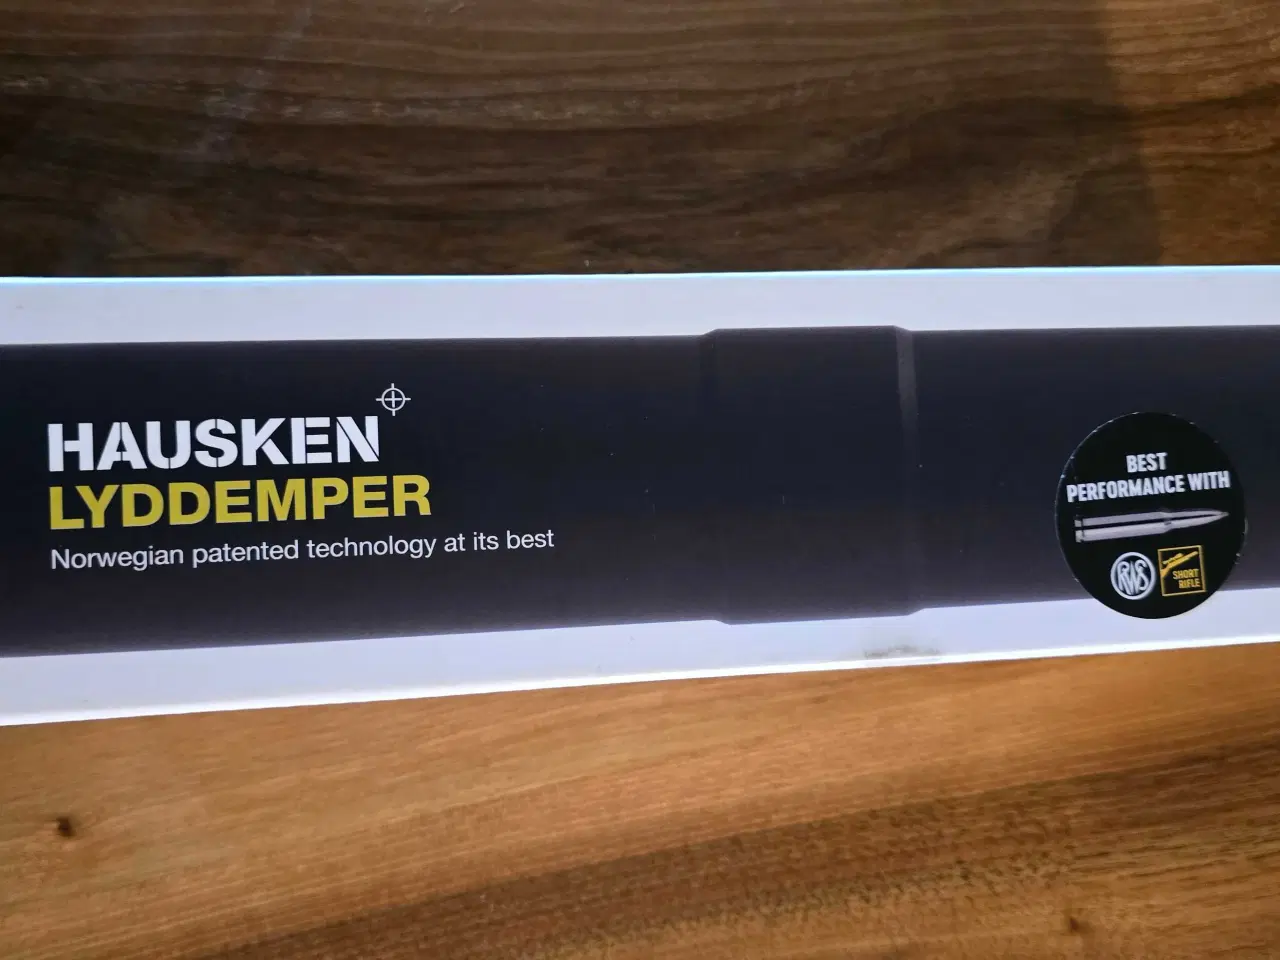 HAUSKEN
LYDDEMPER
Norwegian patented technology at its best
BEST
PERFORMANCE WITH
RWS
SHORT
RIFLE